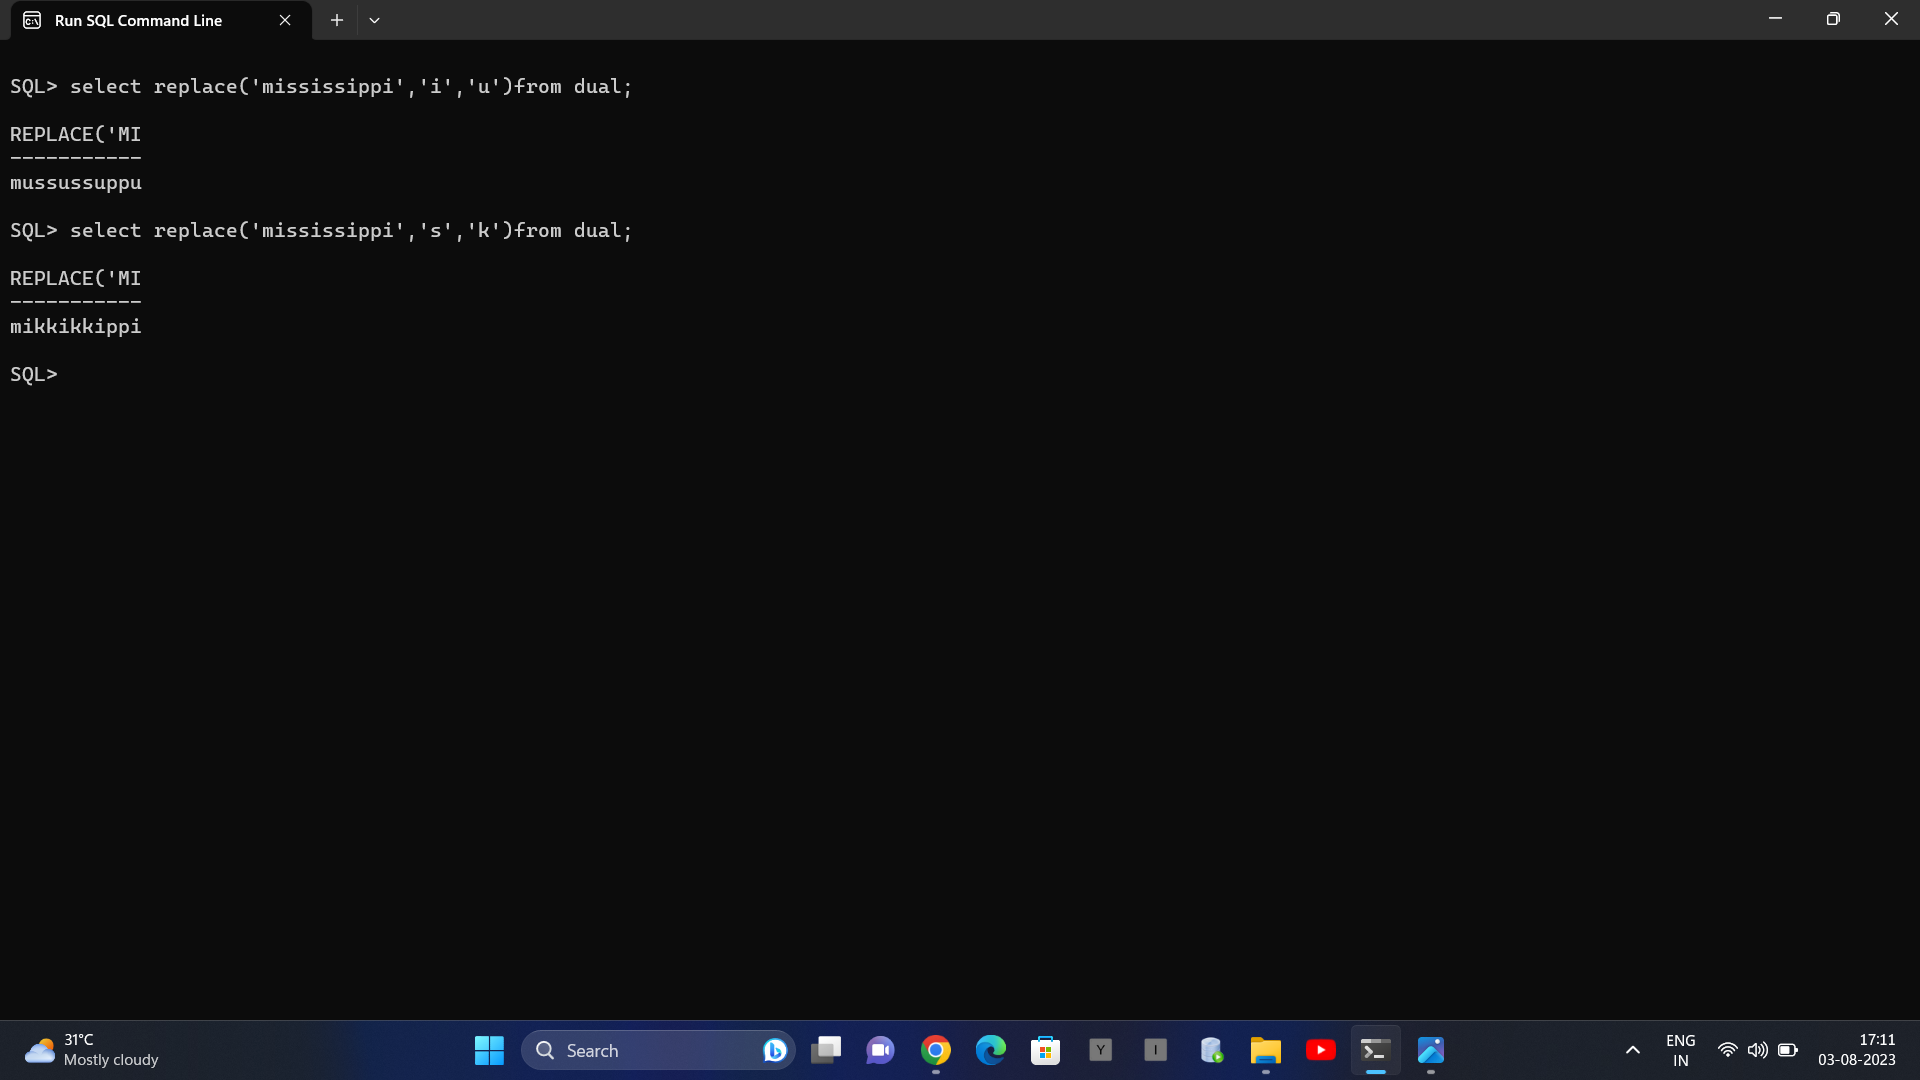 Run SQL Command Line
SQL> select replace('mississippi','i','u')from dual;
REPLACE('MI
-----------
mussussuppu
SQL> select replace('mississippi','s','k')from dual;
REPLACE('MI
-----------
mikkikkippi
SQL>
31°C
Mostly cloudy
Search
Y
I
ENG
IN
17:11
03-08-2023